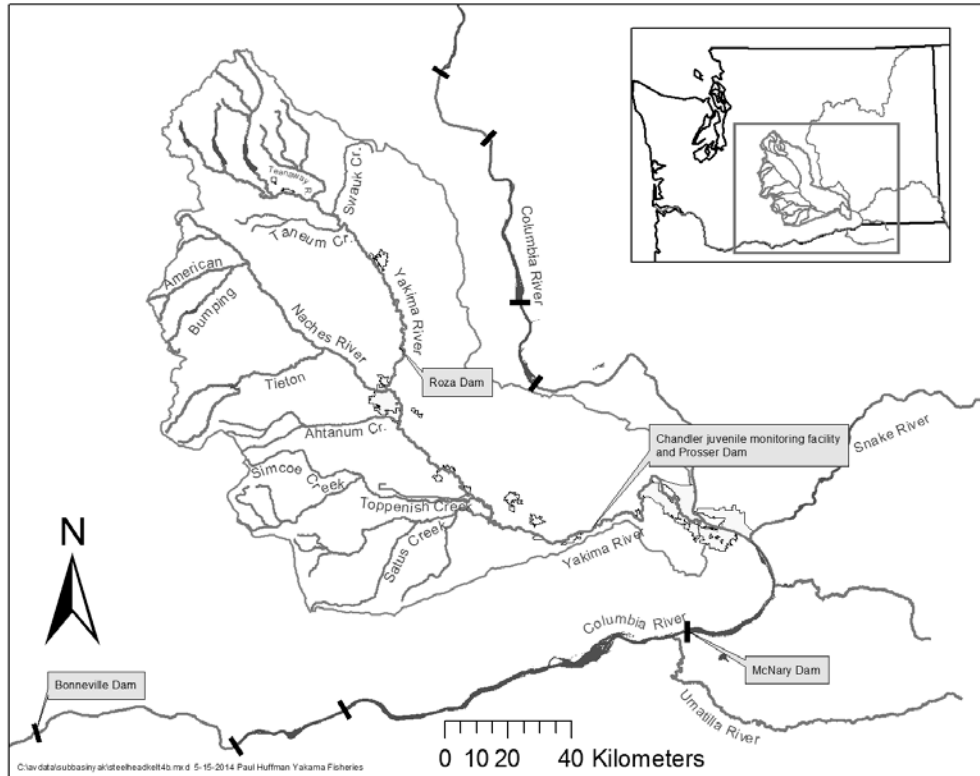 Teanaway R.
Swauk Cr.
Taneum Cr.
American
Bumping
Naches River
Yakima River
Columbia River
Tieton
Roza Dam
Ahtanum Cr.
Simcoe Creek
Toppenish Creek
Satus Creek
Chandler juvenile monitoring facility
and Prosser Dam
Snake River
Yakima River
Columbia River
McNary Dam
Umatilla River
N
Bonneville Dam
0 10 20 40 Kilometers
C:\avdata\subbasin\yak\steelheadkelt4b.mxd 5-15-2014 Paul Huffman Yakama Fisheries